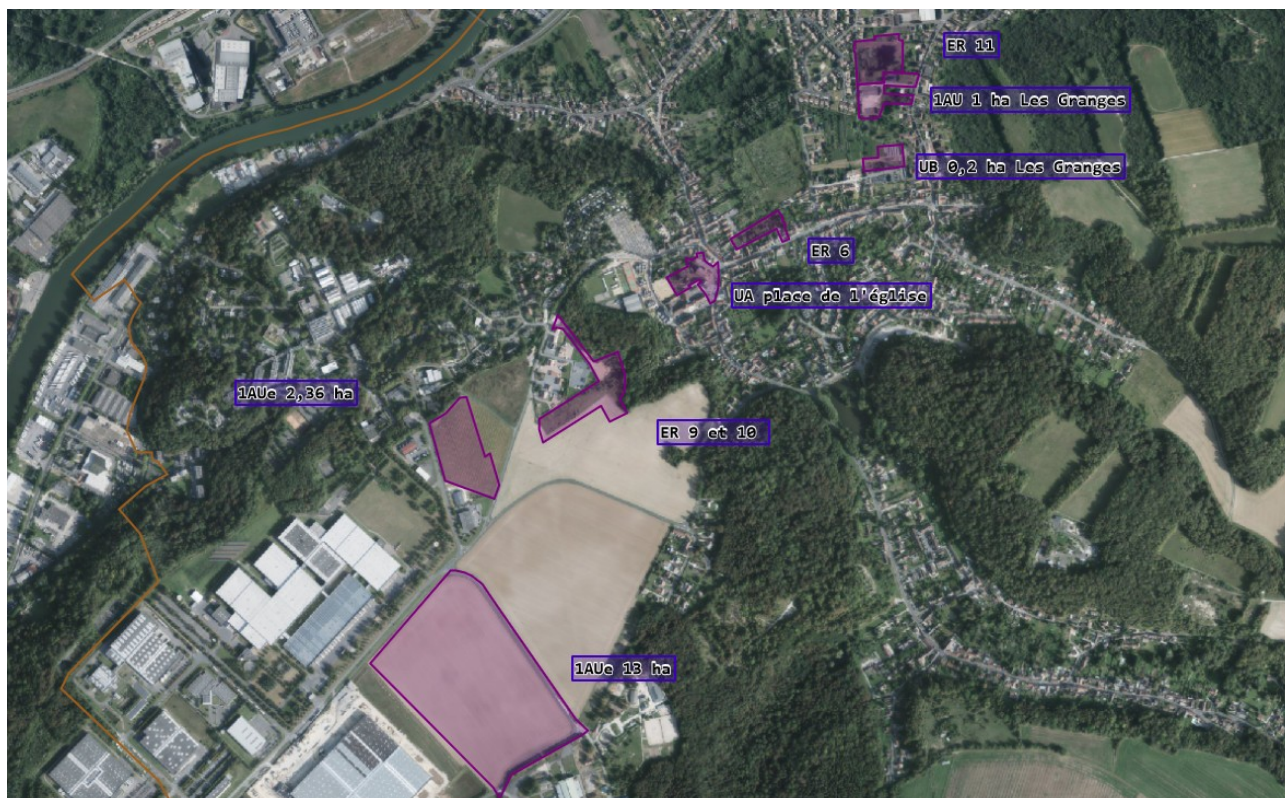 ER 11
1AU 1 ha Les Granges
UB 0,2 ha Les Granges
ER 6
UA place de l'église
1AUe 2,36 ha
ER 9 et 10
1AUe 13 ha